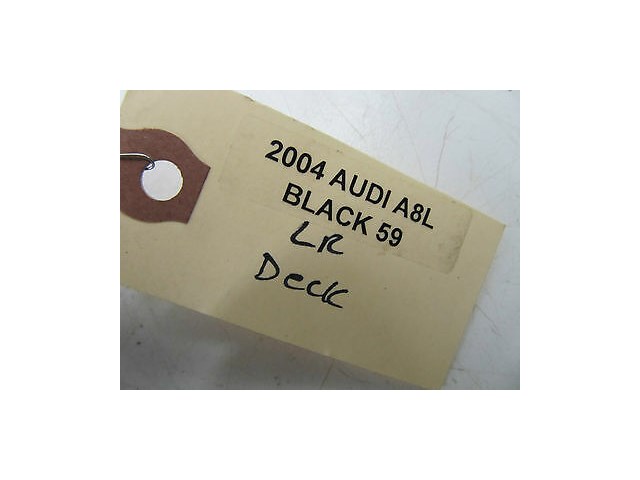 2004 AUDI A8L
BLACK 59
LR
Deck